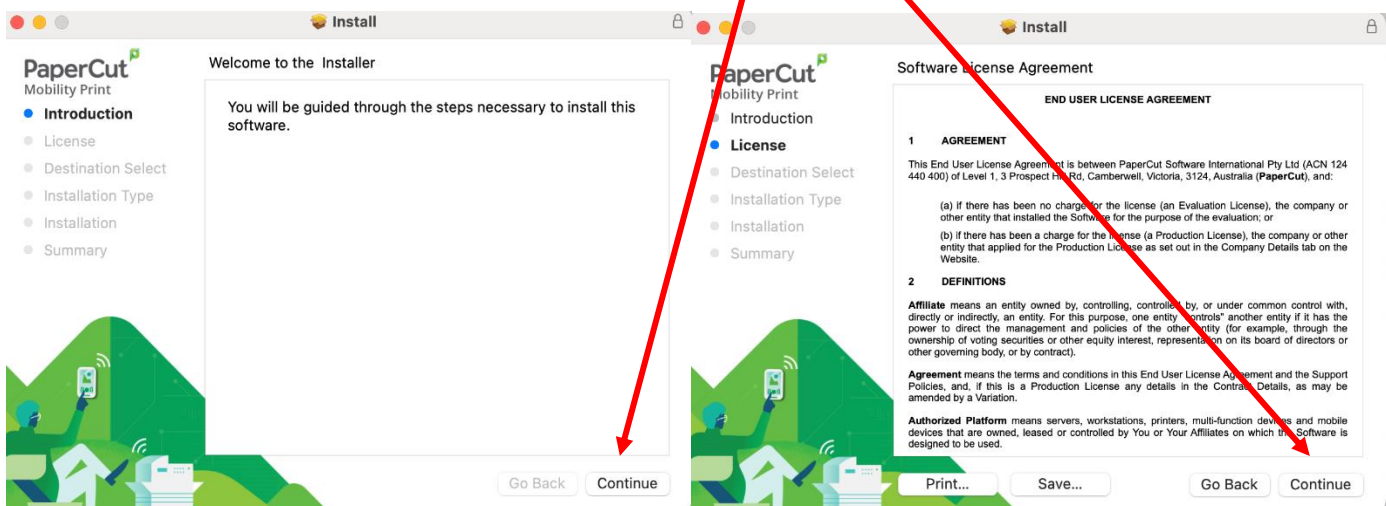 Install
PaperCut
Mobility Print
Welcome to the Installer
Introduction
License
Destination Select
Installation Type
Installation
Summary
You will be guided through the steps necessary to install this
software.
Go Back
Continue
Install
PaperCut
Mobility Print
Software License Agreement
Introduction
License
Destination Select
Installation Type
Installation
Summary
END USER LICENSE AGREEMENT
1 AGREEMENT
This End User License Agreement is between PaperCut Software International Pty Ltd (ACN 124
440 400) of Level 1, 3 Prospect Hill Rd, Camberwell, Victoria, 3124, Australia (PaperCut), and:
(a) if there has been no charge for the license (an Evaluation License), the company or
other entity that installed the Software for the purpose of the evaluation; or
(b) if there has been a charge for the license (a Production License), the company or other
entity that applied for the Production License as set out in the Company Details tab on the
Website.
2 DEFINITIONS
Affiliate means an entity owned by, controlling, controlled by, or under common control with,
directly or indirectly, an entity. For this purpose, one entity "controls" another entity if it has the
power to direct the management and policies of the other entity (for example, through the
ownership of voting securities or other equity interest, representation on its board of directors or
other governing body, or by contract).
Agreement means the terms and conditions in this End User License Agreement and the Support
Policies, and, if this is a Production License any details in the Contract Details, as may be
amended by a Variation.
Authorized Platform means servers, workstations, printers, multi-function devices and mobile
devices that are owned, leased or controlled by You or Your Affiliates on which the Software is
designed to be used.
Print...
Save...
Go Back
Continue